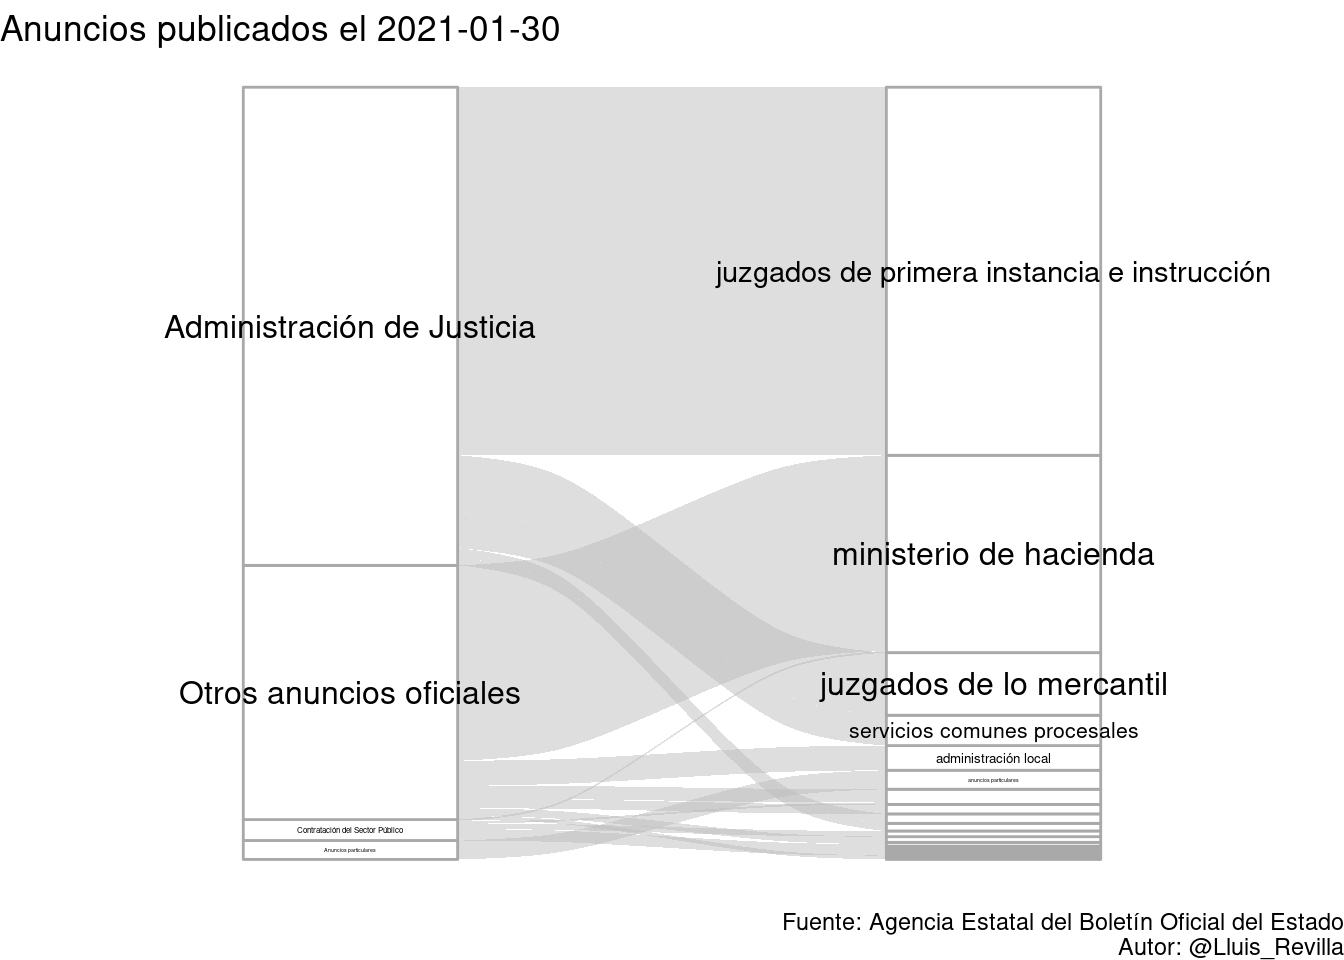 Anuncios publicados el 2021-01-30
Administración de Justicia
Otros anuncios oficiales
Contratación del Sector Público
Anuncios particulares
juzgados de primera instancia e instrucción
ministerio de hacienda
juzgados de lo mercantil
servicios comunes procesales
administración local
anuncios particulares
Fuente: Agencia Estatal del Boletín Oficial del Estado
Autor: @Lluis_Revilla